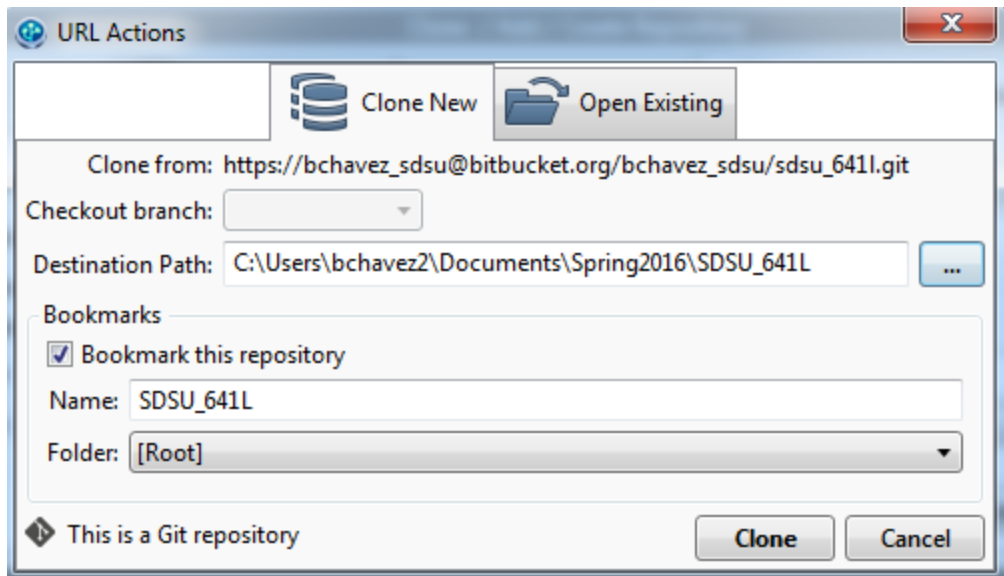 URL Actions
Clone New
Open Existing
Clone from: https://bchavez_sdsu@bitbucket.org/bchavez_sdsu/sdsu_641l.git
Checkout branch:
Destination Path: C:\Users\bchavez2\Documents\Spring2016\SDSU_641L ...
Bookmarks
Bookmark this repository
Name: SDSU_641L
Folder: [Root]
This is a Git repository
Clone
Cancel